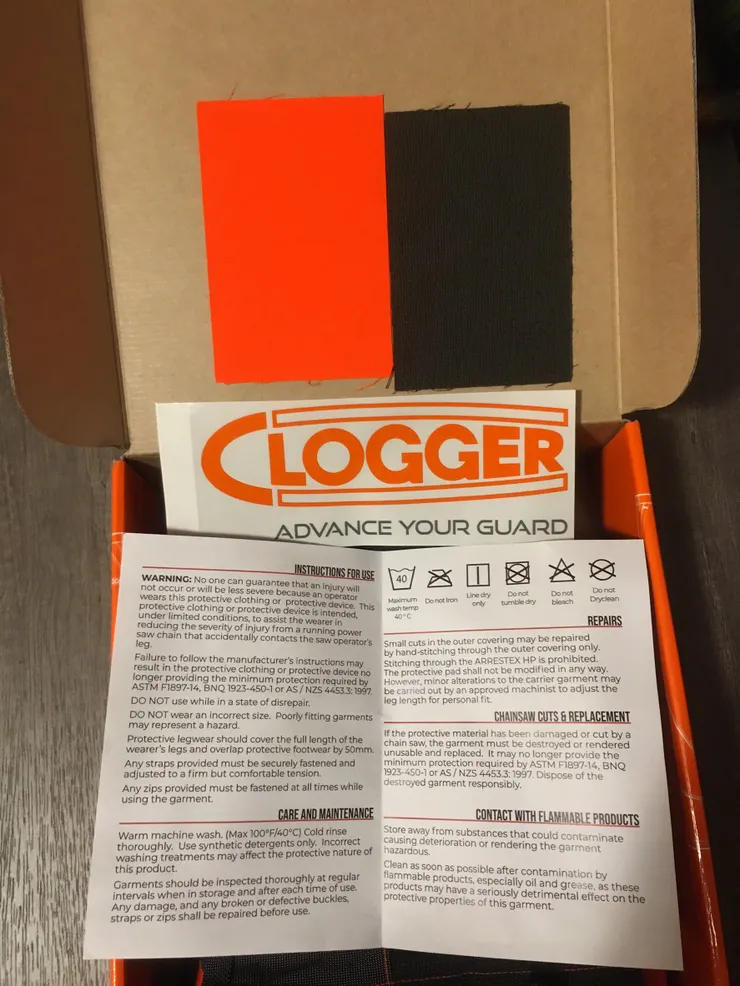 CLOGGER
ADVANCE YOUR GUARD
INSTRUCTIONS FOR USE
WARNING: No one can guarantee that an injury will
not occur or will be less severe because an operator
wears this protective clothing or protective device. This
protective clothing or protective device is intended,
under limited conditions, to assist the wearer in
reducing the severity of injury from a running power
saw chain that accidentally contacts the saw operator's
leg.
Failure to follow the manufacturer's instructions may
result in the protective clothing or protective device no
longer providing the minimum protection required by
ASTM F1897-14, BNQ 1923-450-1 or AS / NZS 4453.3: 1997.
DO NOT use while in a state of disrepair.
DO NOT wear an incorrect size. Poorly fitting garments
may represent a hazard.
Protective legwear should cover the full length of the
wearer's legs and overlap protective footwear by 50mm.
Any straps provided must be securely fastened and
adjusted to a firm but comfortable tension.
Any zips provided must be fastened at all times while
using the garment.
CARE AND MAINTENANCE
Warm machine wash. (Max 100°F/40°C) Cold rinse
thoroughly. Use synthetic detergents only. Incorrect
washing treatments may affect the protective nature of
this product.
Garments should be inspected thoroughly at regular
intervals when in storage and after each time of use.
Any damage, and any broken or defective buckles,
straps or zips shall be repaired before use.
40
Maximum
wash temp
40°C
Do not Iron
Line dry
only
Do not
tumble dry
Do not
bleach
Do not
Dryclean
REPAIRS
Small cuts in the outer covering may be repaired
by hand-stitching through the outer covering only.
Stitching through the ARRESTEX HP is prohibited.
The protective pad shall not be modified in any way.
However, minor alterations to the carrier garment may
be carried out by an approved machinist to adjust the
leg length for personal fit.
CHAINSAW CUTS & REPLACEMENT
If the protective material has been damaged or cut by a
chain saw, the garment must be destroyed or rendered
unusable and replaced. It may no longer provide the
minimum protection required by ASTM F1897-14, BNQ
1923-450-1 or AS / NZS 4453.3: 1997. Dispose of the
destroyed garment responsibly.
CONTACT WITH FLAMMABLE PRODUCTS
Store away from substances that could contaminate
causing deterioration or rendering the garment
hazardous.
Clean as soon as possible after contamination by
flammable products, especially oil and grease, as these
products may have a seriously detrimental effect on the
protective properties of this garment.